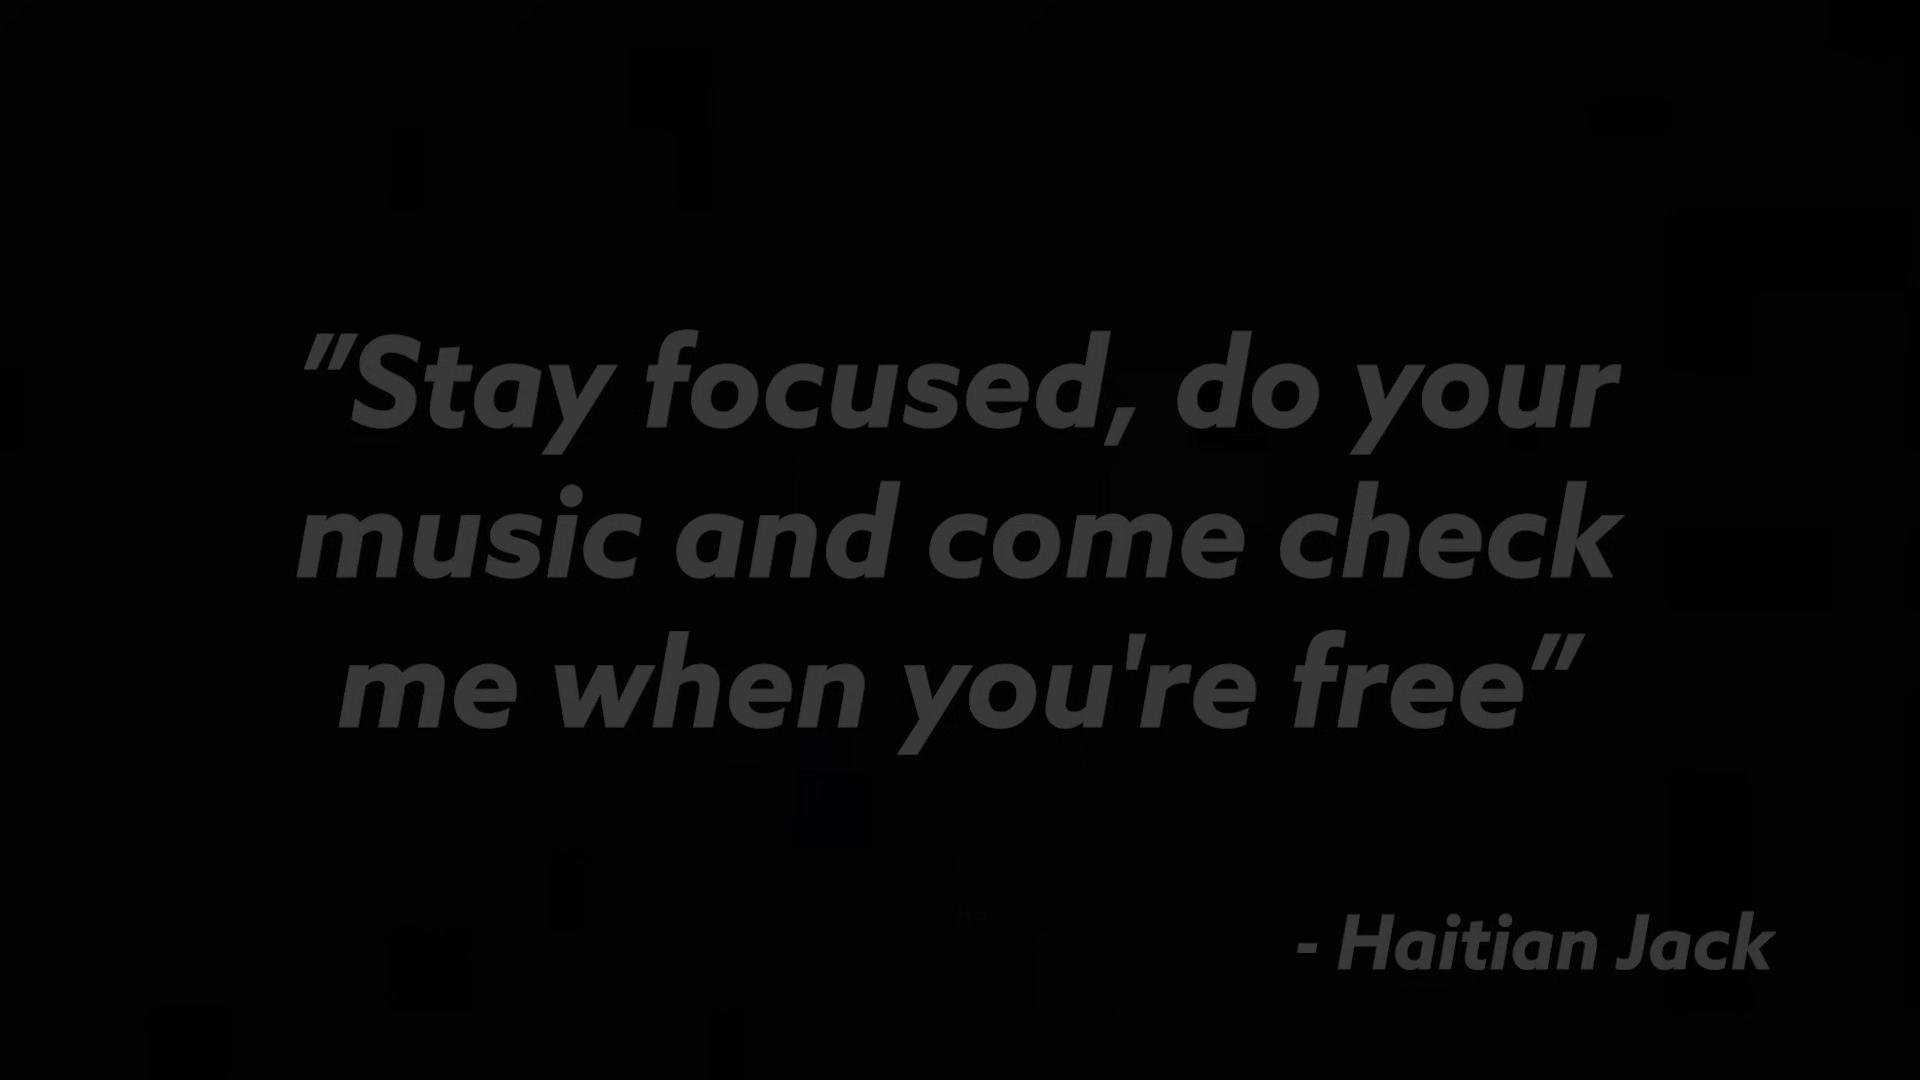 "Stay focused, do your
music and come check
me when you're free"
- Haitian Jack